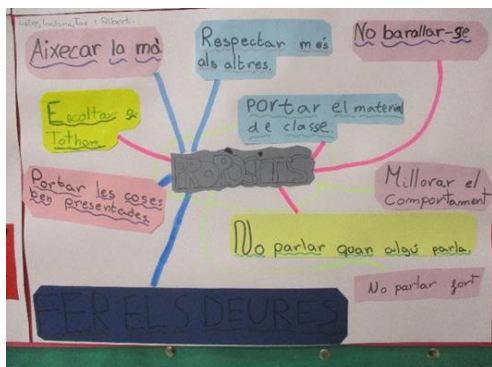 Aixecar la mà
Respectar més
als altres.
No barallar-se
Escoltar a
Tothom
Portar el material
de classe.
PROPÒSITS
Portar les coses
ben presentades.
Millorar el
Comportament
No parlar quan algú parla.
No parlar fort
FER ELS DEURES